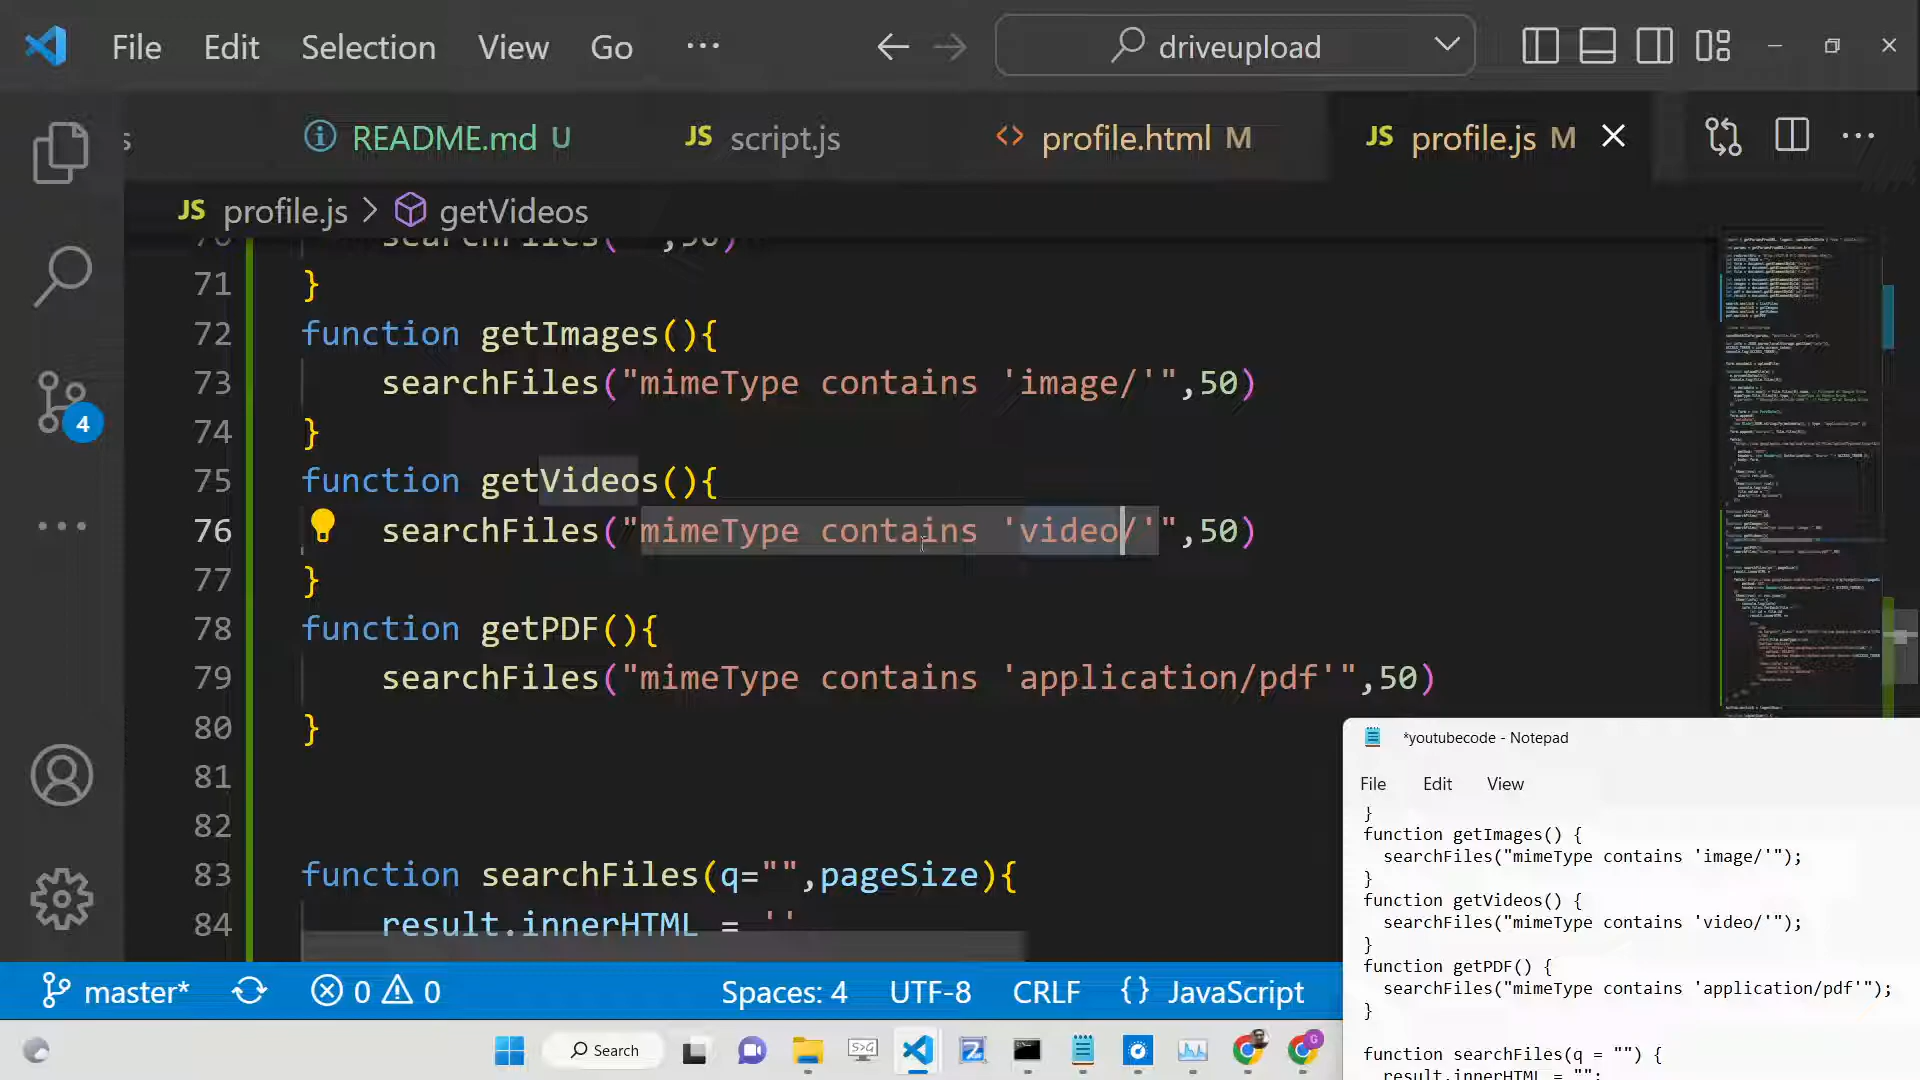 File Edit Selection View Go ··· driveupload
README.md U JS script.js <> profile.html M JS profile.js M
JS profile.js > getVideos
71 }
72 function getImages(){
73 searchFiles("mimeType contains 'image/'",50)
74 }
75 function getVideos(){
76 searchFiles("mimeType contains 'video/'",50)
77 }
78 function getPDF(){
79 searchFiles("mimeType contains 'application/pdf'",50)
80 }
81
82
83 function searchFiles(q="",pageSize){
84 result.innerHTML = ''
4
master* 0 0 Spaces: 4 UTF-8 CRLF {} JavaScript
Search
*youtubecode - Notepad
File Edit View
}
function getImages() {
searchFiles("mimeType contains 'image/'");
}
function getVideos() {
searchFiles("mimeType contains 'video/'");
}
function getPDF() {
searchFiles("mimeType contains 'application/pdf'");
}
function searchFiles(q = "") {
result.innerHTML = "";